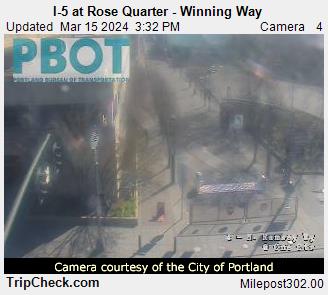 I-5 at Rose Quarter - Winning Way
Updated Mar 15 2024 3:32 PM Camera 4
PBOT
PORTLAND BUREAU OF TRANSPORTATION
Camera courtesy of the City of Portland
TripCheck.com Milepost302.00